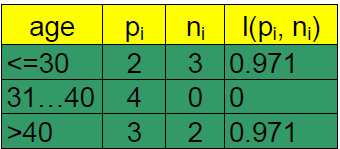 age pᵢ nᵢ I(pᵢ, nᵢ)
<=30 2 3 0.971
31…40 4 0 0
>40 3 2 0.971